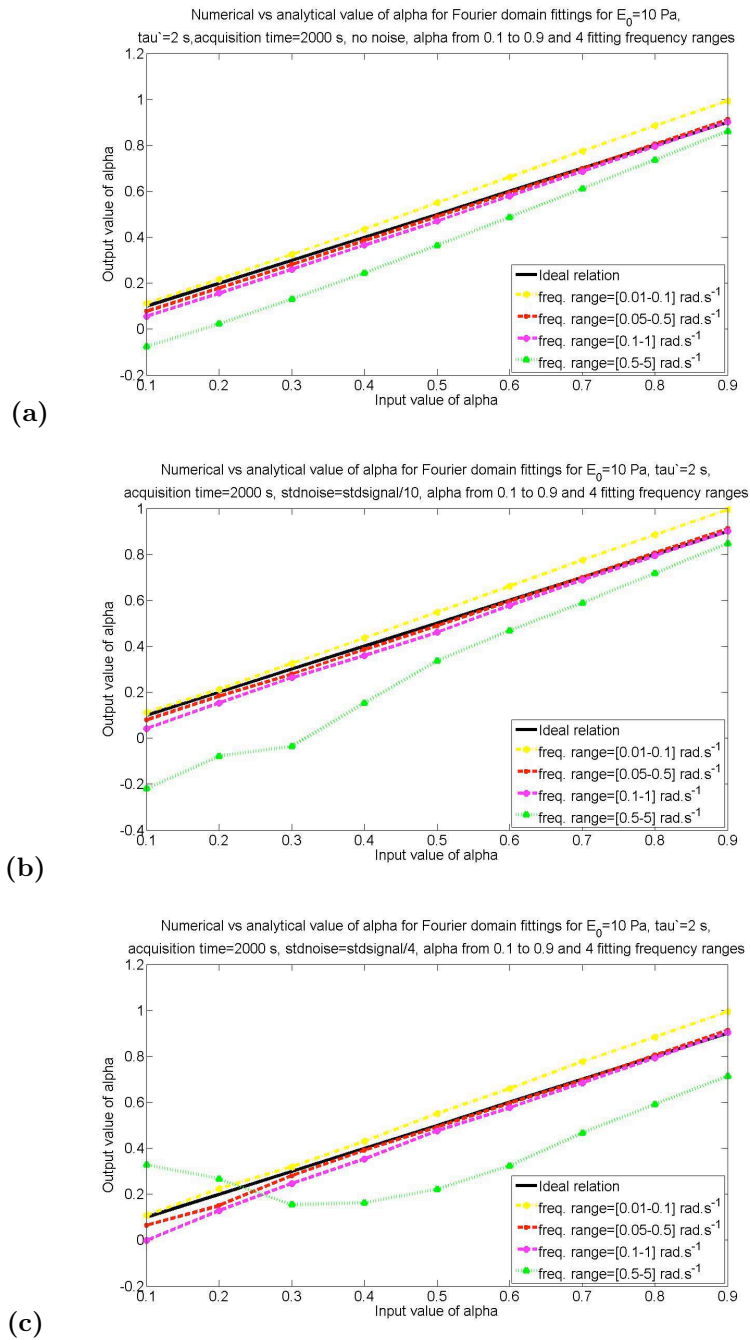 Numerical vs analytical value of alpha for Fourier domain fittings for E0=10 Pa,
tau`=2 s,acquisition time=2000 s, no noise, alpha from 0.1 to 0.9 and 4 fitting frequency ranges
1.2
1
0.8
0.6
0.4
0.2
0
-0.2
Output value of alpha
Ideal relation
freq. range=[0.01-0.1] rad.s-1
freq. range=[0.05-0.5] rad.s-1
freq. range=[0.1-1] rad.s-1
freq. range=[0.5-5] rad.s-1
0.1 0.2 0.3 0.4 0.5 0.6 0.7 0.8 0.9
Input value of alpha
(a)
Numerical vs analytical value of alpha for Fourier domain fittings for E0=10 Pa, tau`=2 s,
acquisition time=2000 s, stdnoise=stdsignal/10, alpha from 0.1 to 0.9 and 4 fitting frequency ranges
1
0.8
0.6
0.4
0.2
0
-0.2
-0.4
Output value of alpha
Ideal relation
freq. range=[0.01-0.1] rad.s-1
freq. range=[0.05-0.5] rad.s-1
freq. range=[0.1-1] rad.s-1
freq. range=[0.5-5] rad.s-1
0.1 0.2 0.3 0.4 0.5 0.6 0.7 0.8 0.9
Input value of alpha
(b)
Numerical vs analytical value of alpha for Fourier domain fittings for E0=10 Pa, tau`=2 s,
acquisition time=2000 s, stdnoise=stdsignal/4, alpha from 0.1 to 0.9 and 4 fitting frequency ranges
1.2
1
0.8
0.6
0.4
0.2
0
-0.2
Output value of alpha
Ideal relation
freq. range=[0.01-0.1] rad.s-1
freq. range=[0.05-0.5] rad.s-1
freq. range=[0.1-1] rad.s-1
freq. range=[0.5-5] rad.s-1
0.1 0.2 0.3 0.4 0.5 0.6 0.7 0.8 0.9
Input value of alpha
(c)